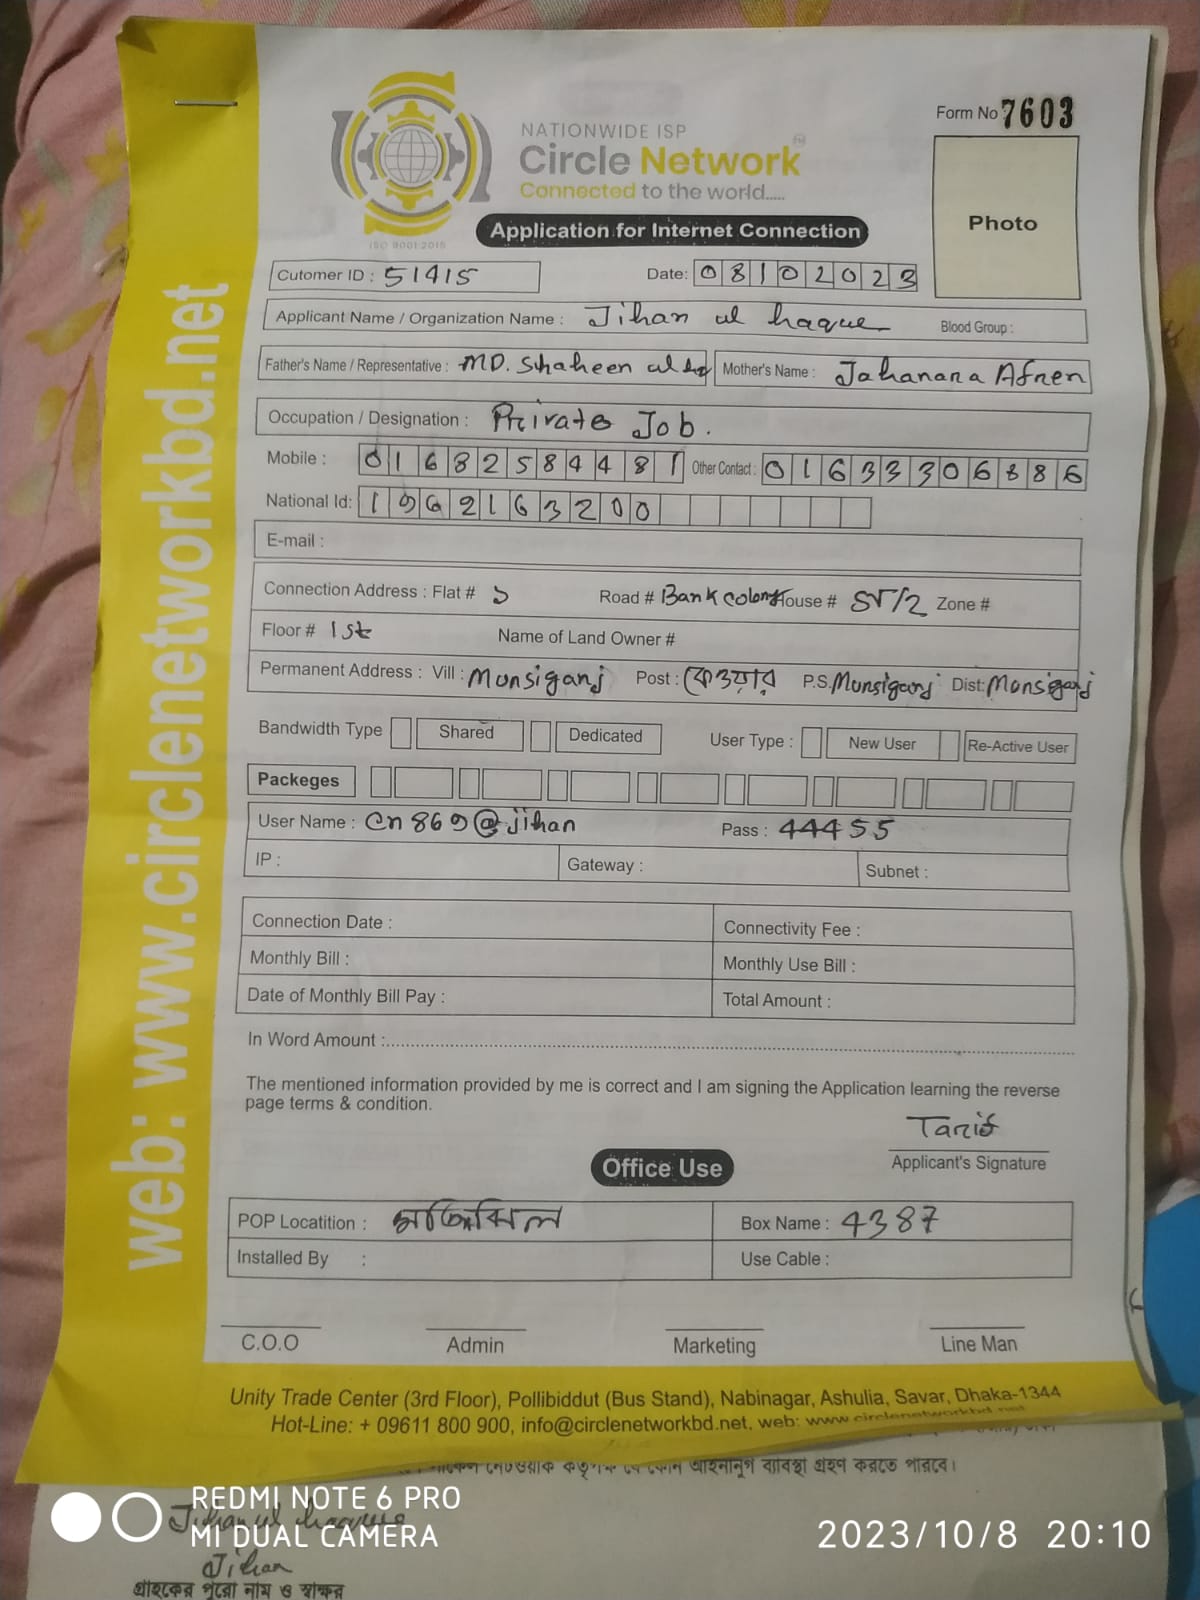 Form No 7603
NATIONWIDE ISP
Circle Network
Connected to the world.....
ISO 9001:2015
Photo
Application for Internet Connection
Cutomer ID : 51415 Date: 08102023
Applicant Name / Organization Name : Jihan ul haque Blood Group :
Father's Name / Representative : MD. Shaheen ul Mother's Name : Jahanara Afren
Occupation / Designation : Private Job.
Mobile : 01682584481 Other Contact : 01633306886
National Id: 1962163200
E-mail :
Connection Address : Flat # Road # Bank colony House # Zone #
Floor # 1st Name of Land Owner #
Permanent Address : Vill : Munsiganj Post : কেওয়ার P.S. Munsiganj Dist: Munsiganj
Bandwidth Type Shared Dedicated User Type : New User Re-Active User
Packeges
User Name : cn869@jihan Pass : 44455
IP : Gateway : Subnet :
Connection Date : Connectivity Fee :
Monthly Bill : Monthly Use Bill :
Date of Monthly Bill Pay : Total Amount :
In Word Amount :
The mentioned information provided by me is correct and I am signing the Application learning the reverse
page terms & condition.
Tarif
Applicant's Signature
Office Use
POP Locatition : Box Name : 4387
Installed By : Use Cable :
C.O.O Admin Marketing Line Man
Unity Trade Center (3rd Floor), Pollibiddut (Bus Stand), Nabinagar, Ashulia, Savar, Dhaka-1344
Hot-Line: + 09611 800 900, info@circlenetworkbd.net, web: www.circlenetworkbd.net
web: www.circlenetworkbd.net
ব্যাবস্থা গ্রহণ করতে পারবে।
Jihan ul haque
Jihan
গ্রাহকের পুরো নাম ও স্বাক্ষর
REDMI NOTE 6 PRO
MI DUAL CAMERA
2023/10/8 20:10